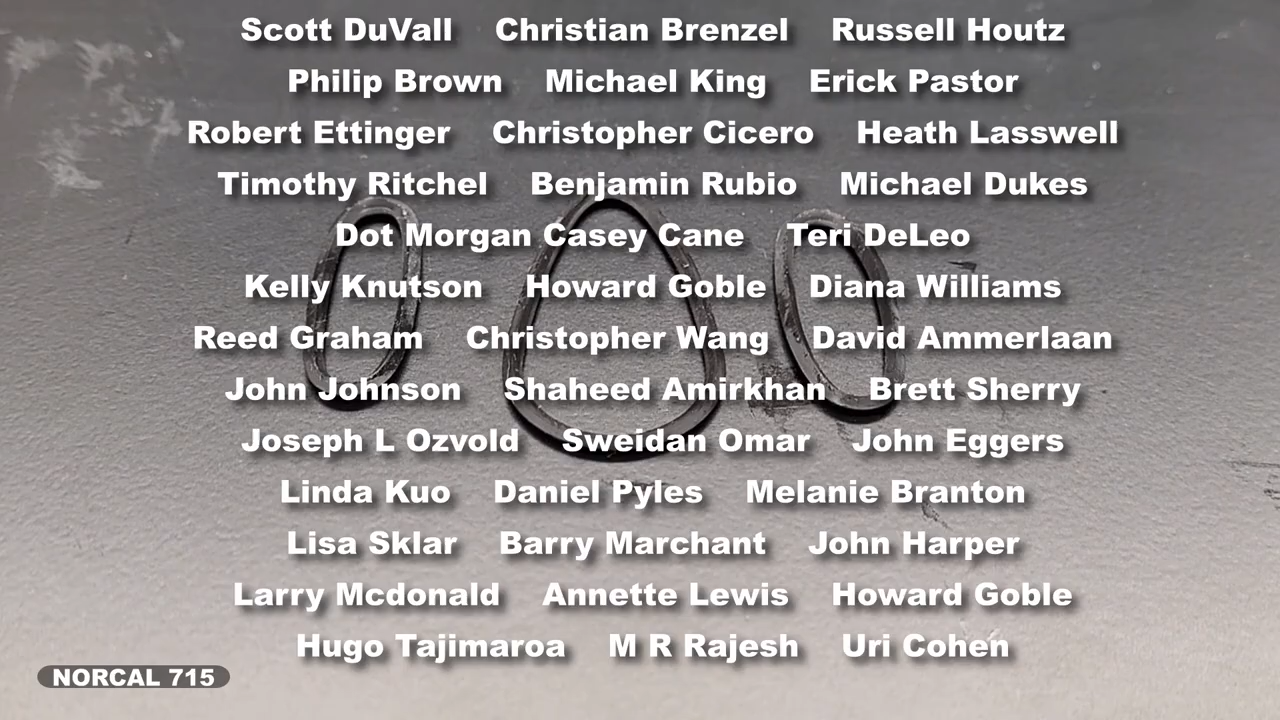 Scott DuVall Christian Brenzel Russell Houtz
Philip Brown Michael King Erick Pastor
Robert Ettinger Christopher Cicero Heath Lasswell
Timothy Ritchel Benjamin Rubio Michael Dukes
Dot Morgan Casey Cane Teri DeLeo
Kelly Knutson Howard Goble Diana Williams
Reed Graham Christopher Wang David Ammerlaan
John Johnson Shaheed Amirkhan Brett Sherry
Joseph L Ozvold Sweidan Omar John Eggers
Linda Kuo Daniel Pyles Melanie Branton
Lisa Sklar Barry Marchant John Harper
Larry Mcdonald Annette Lewis Howard Goble
Hugo Tajimaroa M R Rajesh Uri Cohen
NORCAL 715